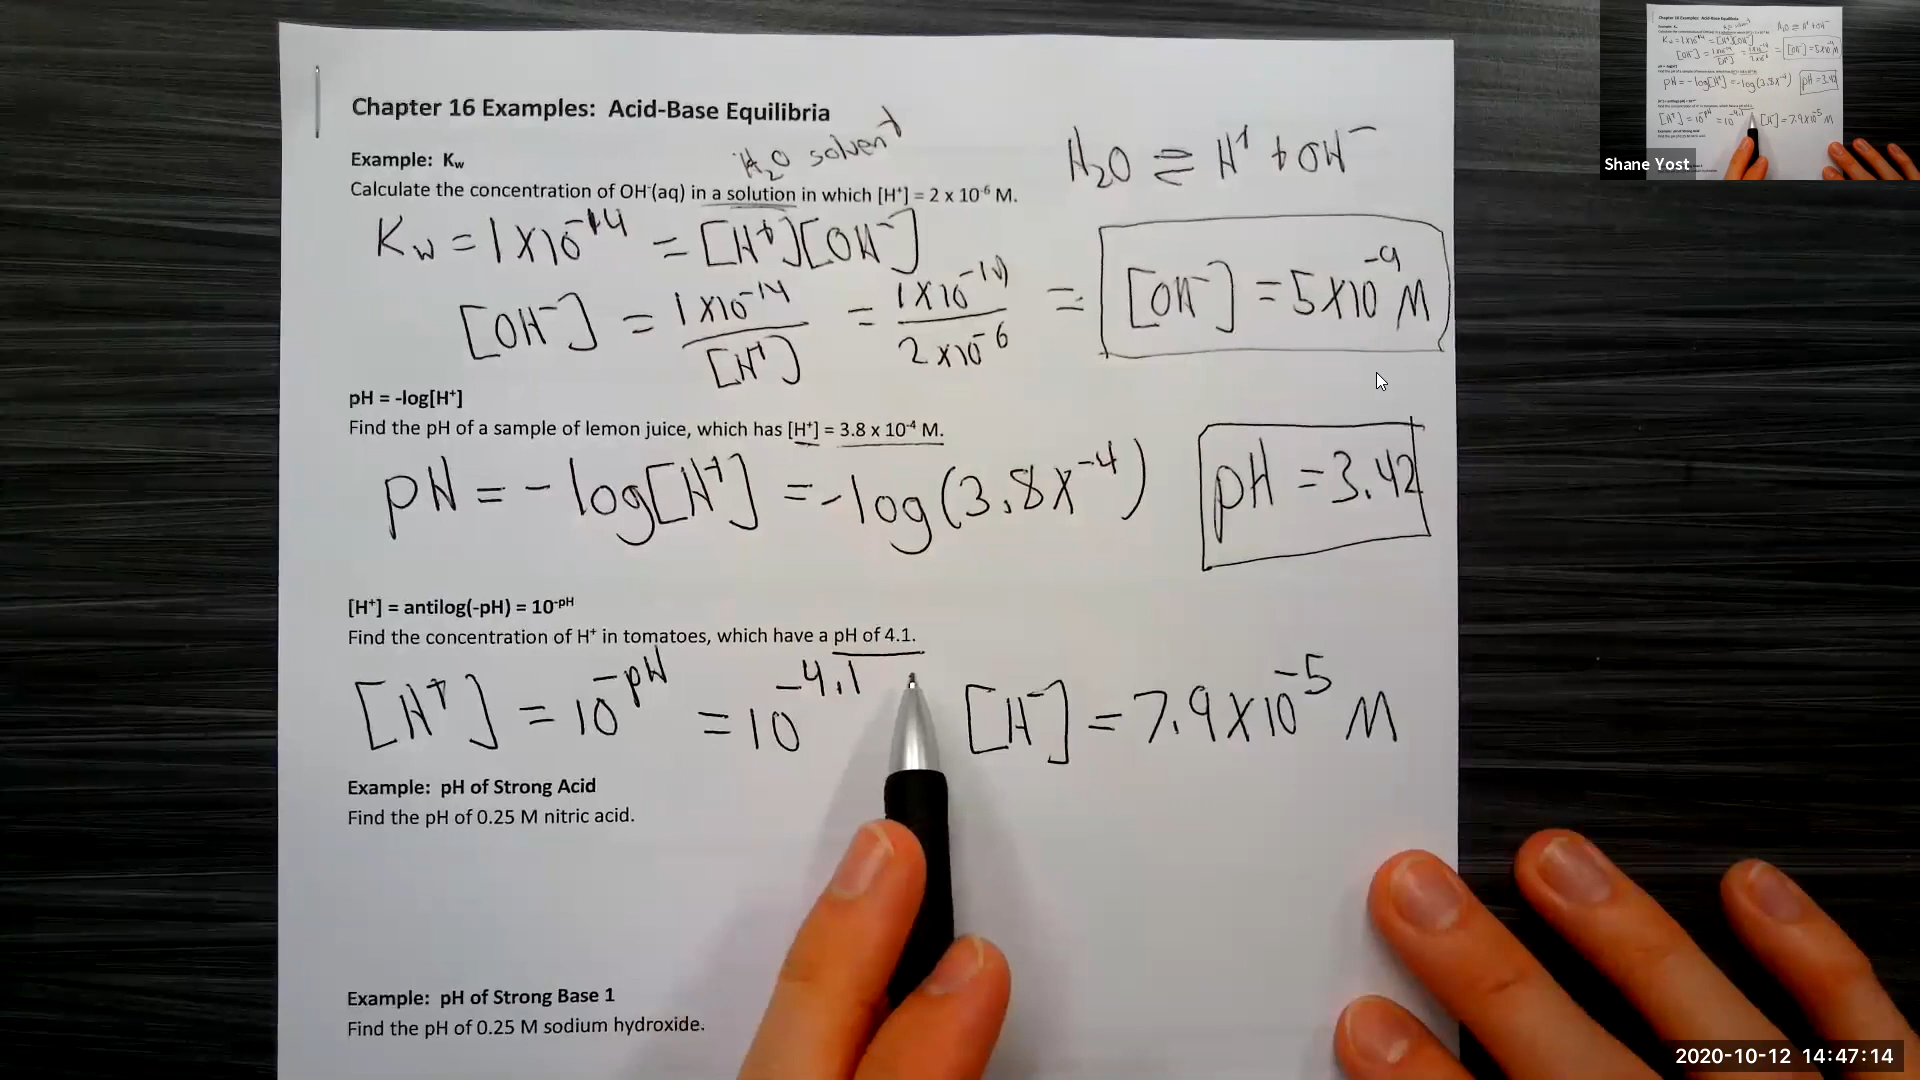 Chapter 16 Examples: Acid-Base Equilibria
Example: Kw
H₂O solvent
H₂O ⇌ H⁺ + OH⁻
Calculate the concentration of OH⁻(aq) in a solution in which [H⁺] = 2 x 10⁻⁶ M.
Kw = 1x10⁻¹⁴ = [H⁺][OH⁻]
[OH⁻] = 1x10⁻¹⁴ / [H⁺] = 1x10⁻¹⁴ / 2x10⁻⁶ = [OH⁻] = 5x10⁻⁹ M
pH = -log[H⁺]
Find the pH of a sample of lemon juice, which has [H⁺] = 3.8 x 10⁻⁴ M.
pH = -log[H⁺] = -log(3.8x⁻⁴) pH = 3.42
[H⁺] = antilog(-pH) = 10⁻ᵖᴴ
Find the concentration of H⁺ in tomatoes, which have a pH of 4.1.
[H⁺] = 10⁻ᵖᴴ = 10⁻⁴·¹ [H⁻] = 7.9x10⁻⁵ M
Example: pH of Strong Acid
Find the pH of 0.25 M nitric acid.
Example: pH of Strong Base 1
Find the pH of 0.25 M sodium hydroxide.
Shane Yost
2020-10-12 14:47:14